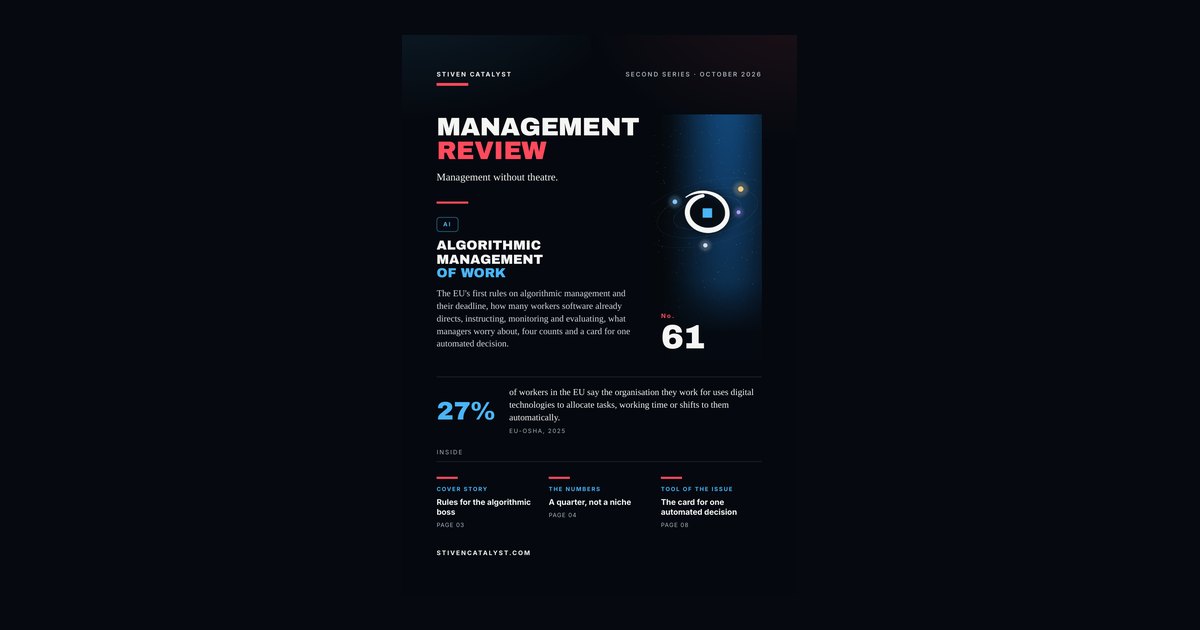 STIVEN CATALYST
SECOND SERIES · OCTOBER 2026
MANAGEMENT
REVIEW
Management without theatre.
AI
ALGORITHMIC
MANAGEMENT
OF WORK
The EU's first rules on algorithmic management and
their deadline, how many workers software already
directs, instructing, monitoring and evaluating, what
managers worry about, four counts and a card for one
automated decision.
No.
61
27%
of workers in the EU say the organisation they work for uses digital
technologies to allocate tasks, working time or shifts to them
automatically.
EU-OSHA, 2025
INSIDE
COVER STORY
Rules for the algorithmic
boss
PAGE 03
THE NUMBERS
A quarter, not a niche
PAGE 04
TOOL OF THE ISSUE
The card for one
automated decision
PAGE 08
STIVENCATALYST.COM